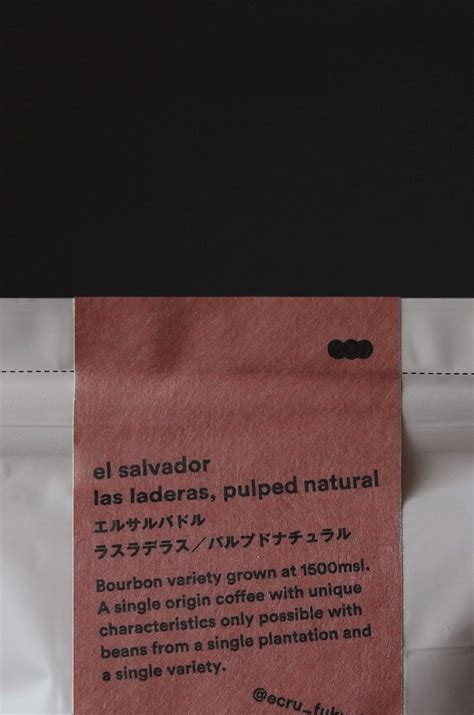 el salvador
las laderas, pulped natural
エルサルバドル
ラスラデラス／パルプドナチュラル
Bourbon variety grown at 1500msl.
A single origin coffee with unique
characteristics only possible with
beans from a single plantation and
a single variety.